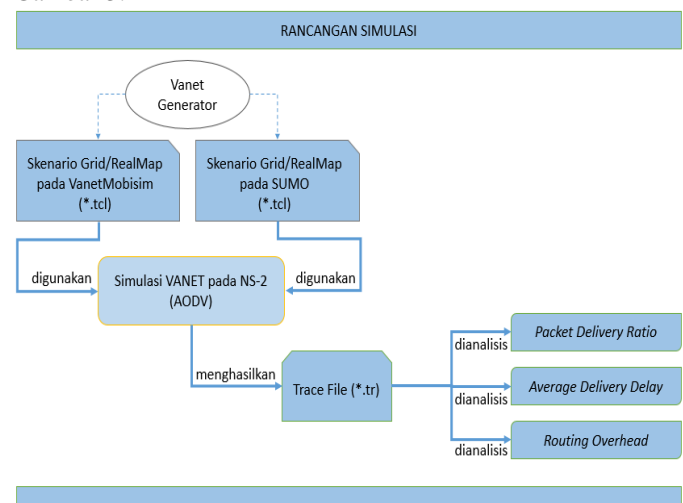 RANCANGAN SIMULASI
Vanet
Generator
Skenario Grid/RealMap
pada VanetMobisim
(*.tcl)
Skenario Grid/RealMap
pada SUMO
(*.tcl)
digunakan
Simulasi VANET pada NS-2
(AODV)
digunakan
menghasilkan
Trace File (*.tr)
dianalisis
Packet Delivery Ratio
dianalisis
Average Delivery Delay
dianalisis
Routing Overhead